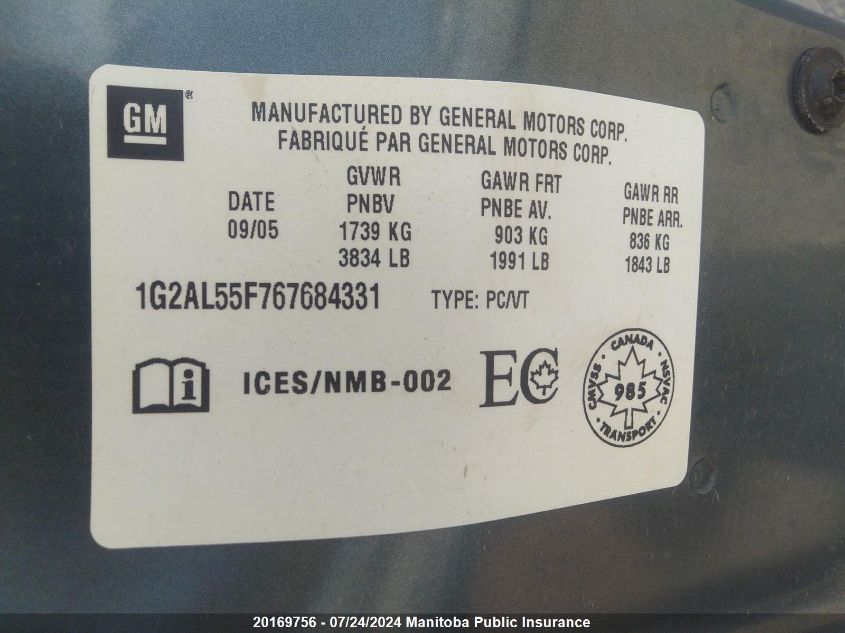 GM®
MANUFACTURED BY GENERAL MOTORS CORP.
FABRIQUÉ PAR GENERAL MOTORS CORP.
GVWR GAWR FRT GAWR RR
DATE PNBV PNBE AV. PNBE ARR.
09/05 1739 KG 903 KG 836 KG
3834 LB 1991 LB 1843 LB
1G2AL55F767684331 TYPE: PC/VT
i ICES/NMB-002 EC
CANADA
CMVSS 985 NSVAC
TRANSPORT
20169756 - 07/24/2024 Manitoba Public Insurance